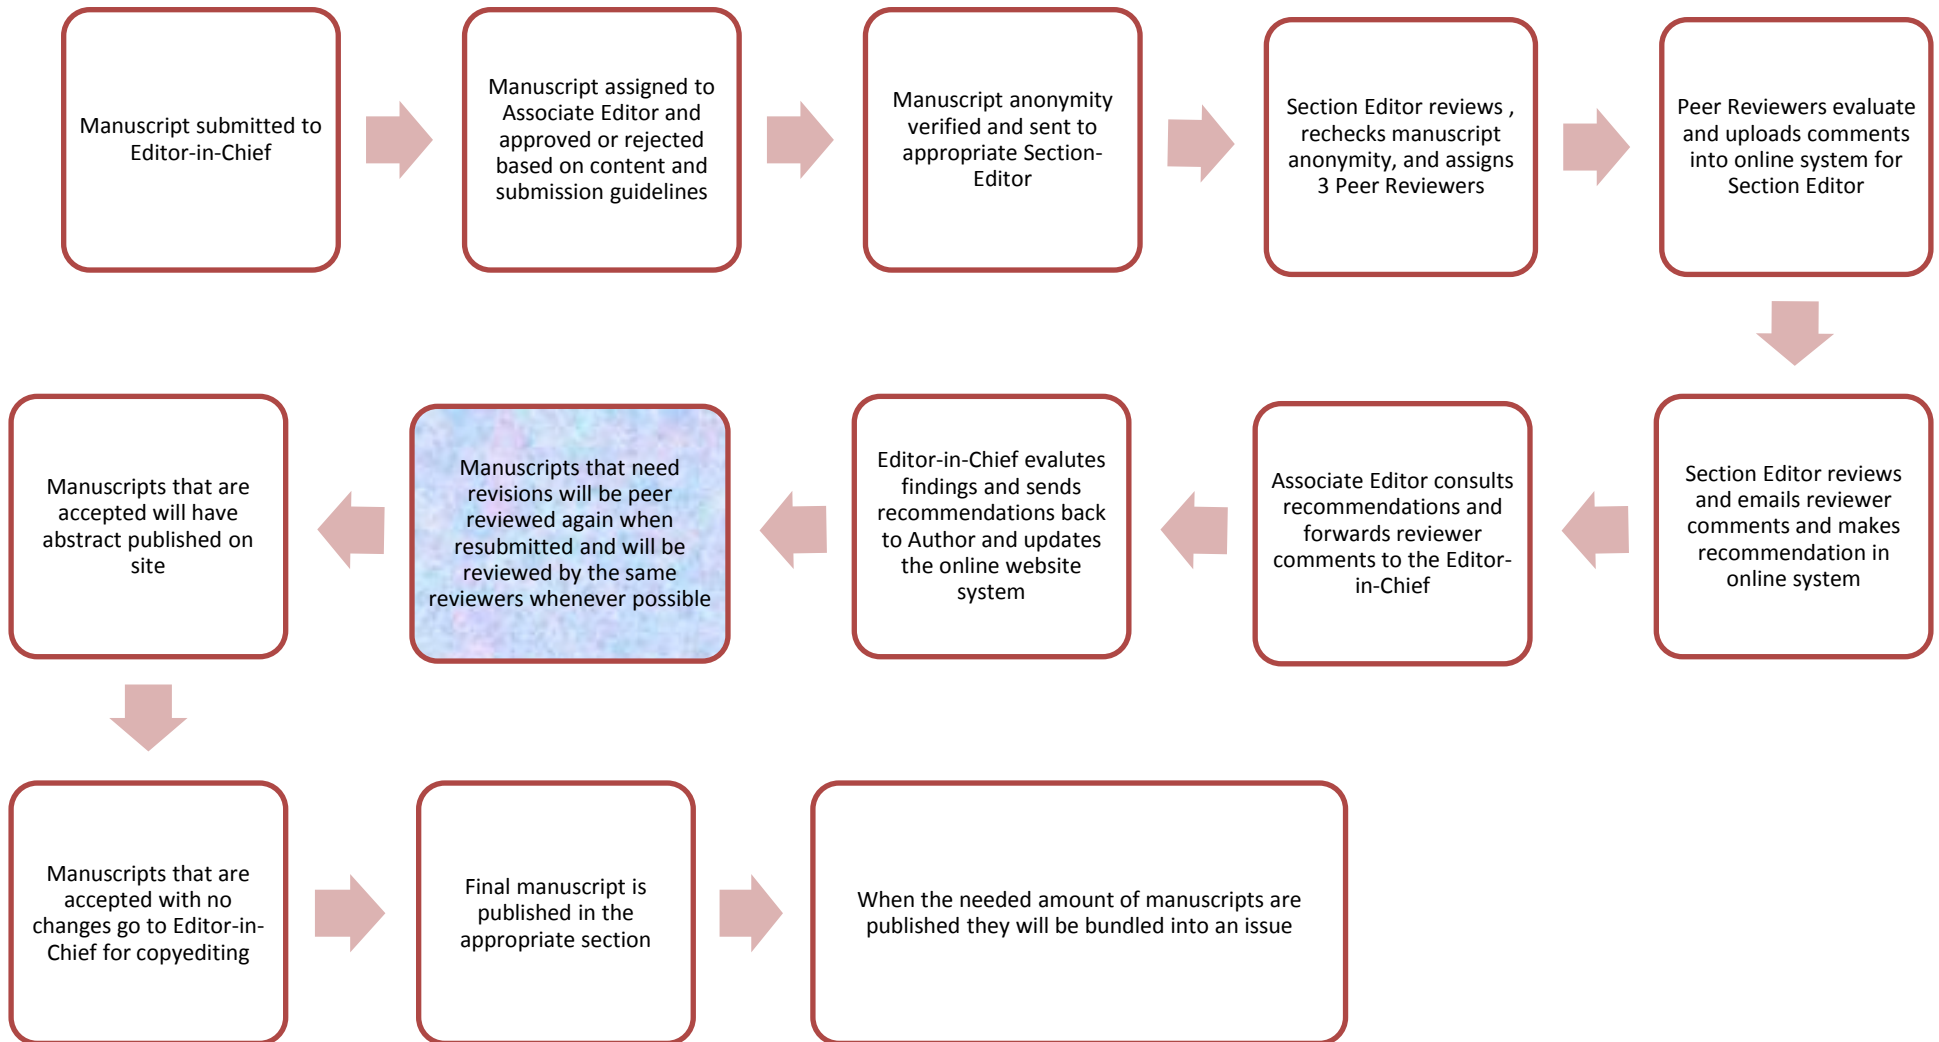 Manuscript submitted to
Editor-in-Chief
Manuscript assigned to
Associate Editor and
approved or rejected
based on content and
submission guidelines
Manuscript anonymity
verified and sent to
appropriate Section-
Editor
Section Editor reviews ,
rechecks manuscript
anonymity, and assigns
3 Peer Reviewers
Peer Reviewers evaluate
and uploads comments
into online system for
Section Editor
Section Editor reviews
and emails reviewer
comments and makes
recommendation in
online system
Associate Editor consults
recommendations and
forwards reviewer
comments to the Editor-
in-Chief
Editor-in-Chief evalutes
findings and sends
recommendations back
to Author and updates
the online website
system
Manuscripts that need
revisions will be peer
reviewed again when
resubmitted and will be
reviewed by the same
reviewers whenever possible
Manuscripts that are
accepted will have
abstract published on
site
Manuscripts that are
accepted with no
changes go to Editor-in-
Chief for copyediting
Final manuscript is
published in the
appropriate section
When the needed amount of manuscripts are
published they will be bundled into an issue